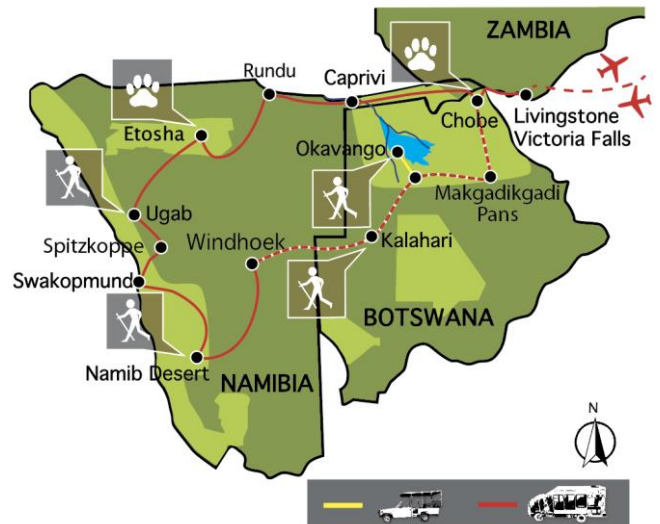 ZAMBIA
Rundu
Caprivi
Etosha
Chobe
Livingstone
Victoria Falls
Okavango
Makgadikgadi
Pans
Ugab
Spitzkoppe
Windhoek
Kalahari
Swakopmund
BOTSWANA
Namib Desert
NAMIBIA
N